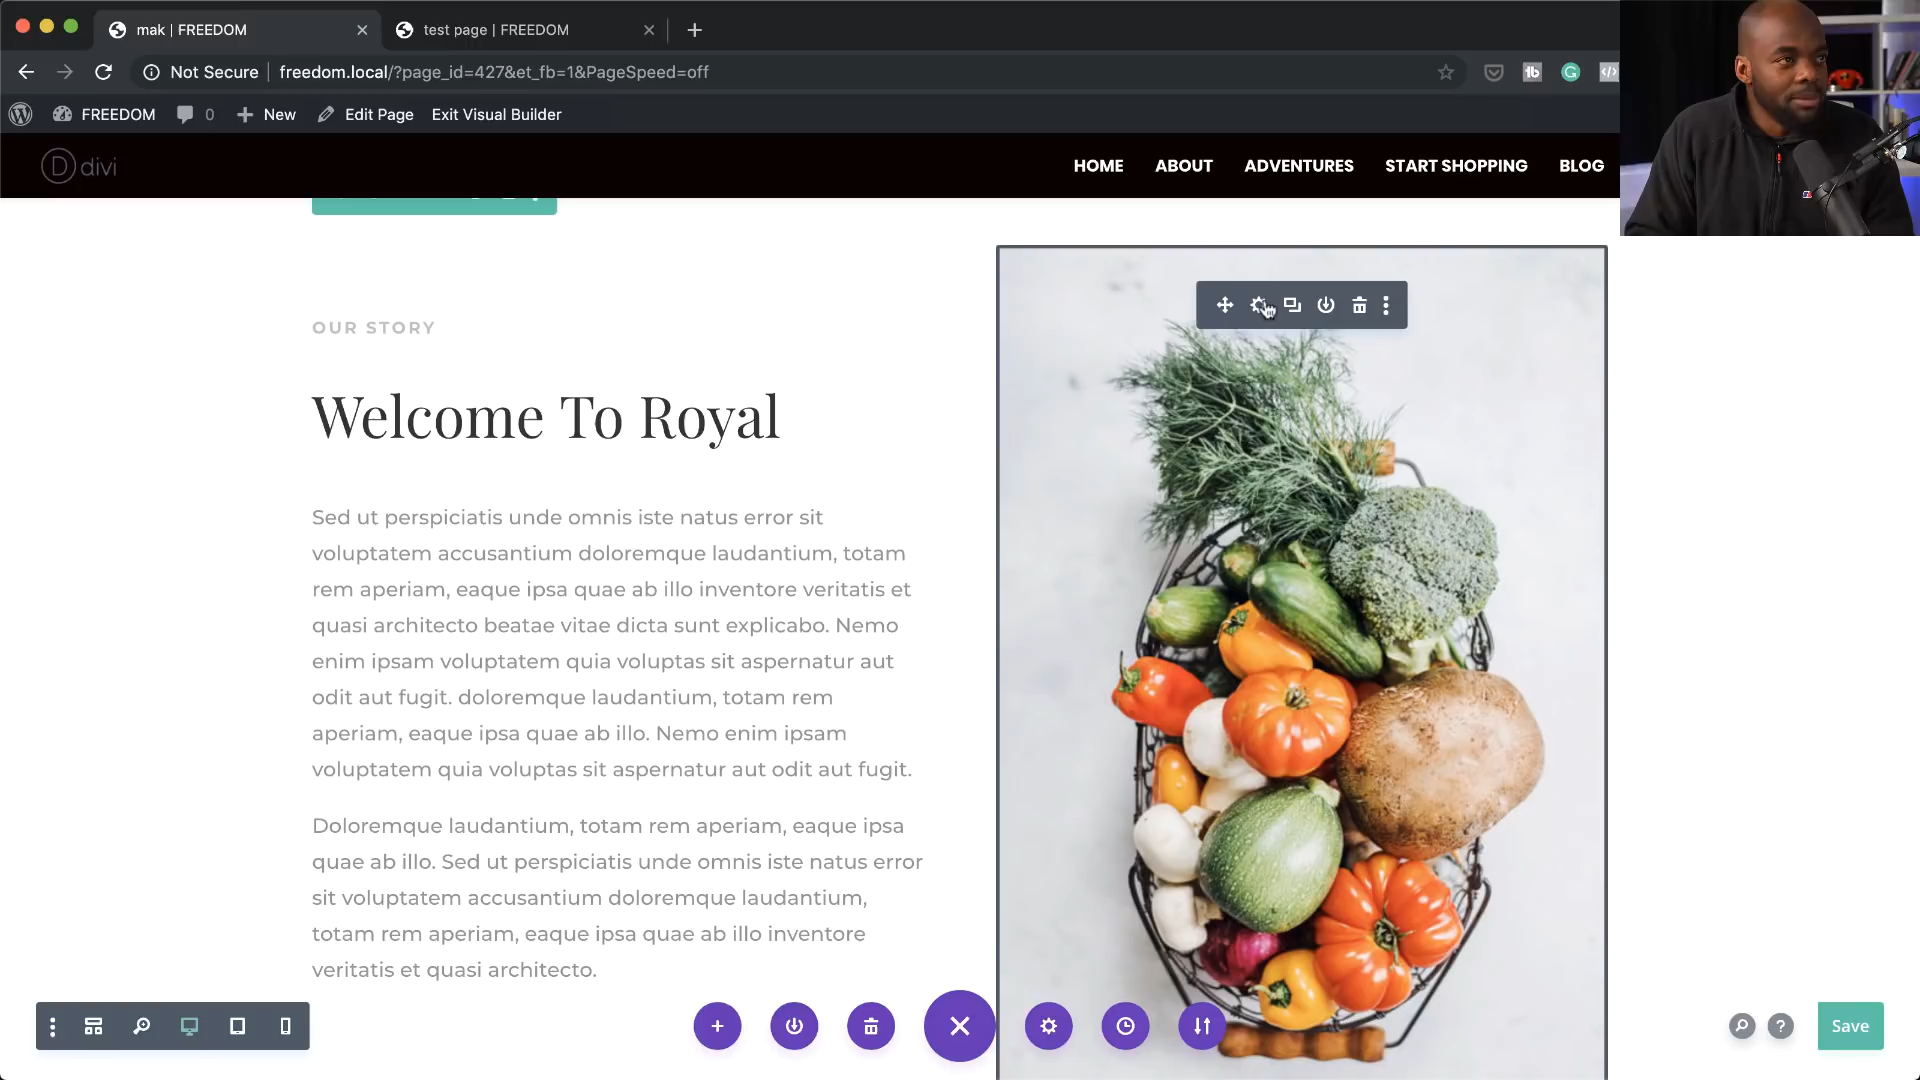 mak | FREEDOM
test page | FREEDOM
Not Secure
freedom.local/?page_id=427&et_fb=1&PageSpeed=off
FREEDOM
0
New
Edit Page
Exit Visual Builder
D divi
HOME
ABOUT
ADVENTURES
START SHOPPING
BLOG
OUR STORY
Welcome To Royal
Sed ut perspiciatis unde omnis iste natus error sit
voluptatem accusantium doloremque laudantium, totam
rem aperiam, eaque ipsa quae ab illo inventore veritatis et
quasi architecto beatae vitae dicta sunt explicabo. Nemo
enim ipsam voluptatem quia voluptas sit aspernatur aut
odit aut fugit. doloremque laudantium, totam rem
aperiam, eaque ipsa quae ab illo. Nemo enim ipsam
voluptatem quia voluptas sit aspernatur aut odit aut fugit.
Doloremque laudantium, totam rem aperiam, eaque ipsa
quae ab illo. Sed ut perspiciatis unde omnis iste natus error
sit voluptatem accusantium doloremque laudantium,
totam rem aperiam, eaque ipsa quae ab illo inventore
veritatis et quasi architecto.
?
Save